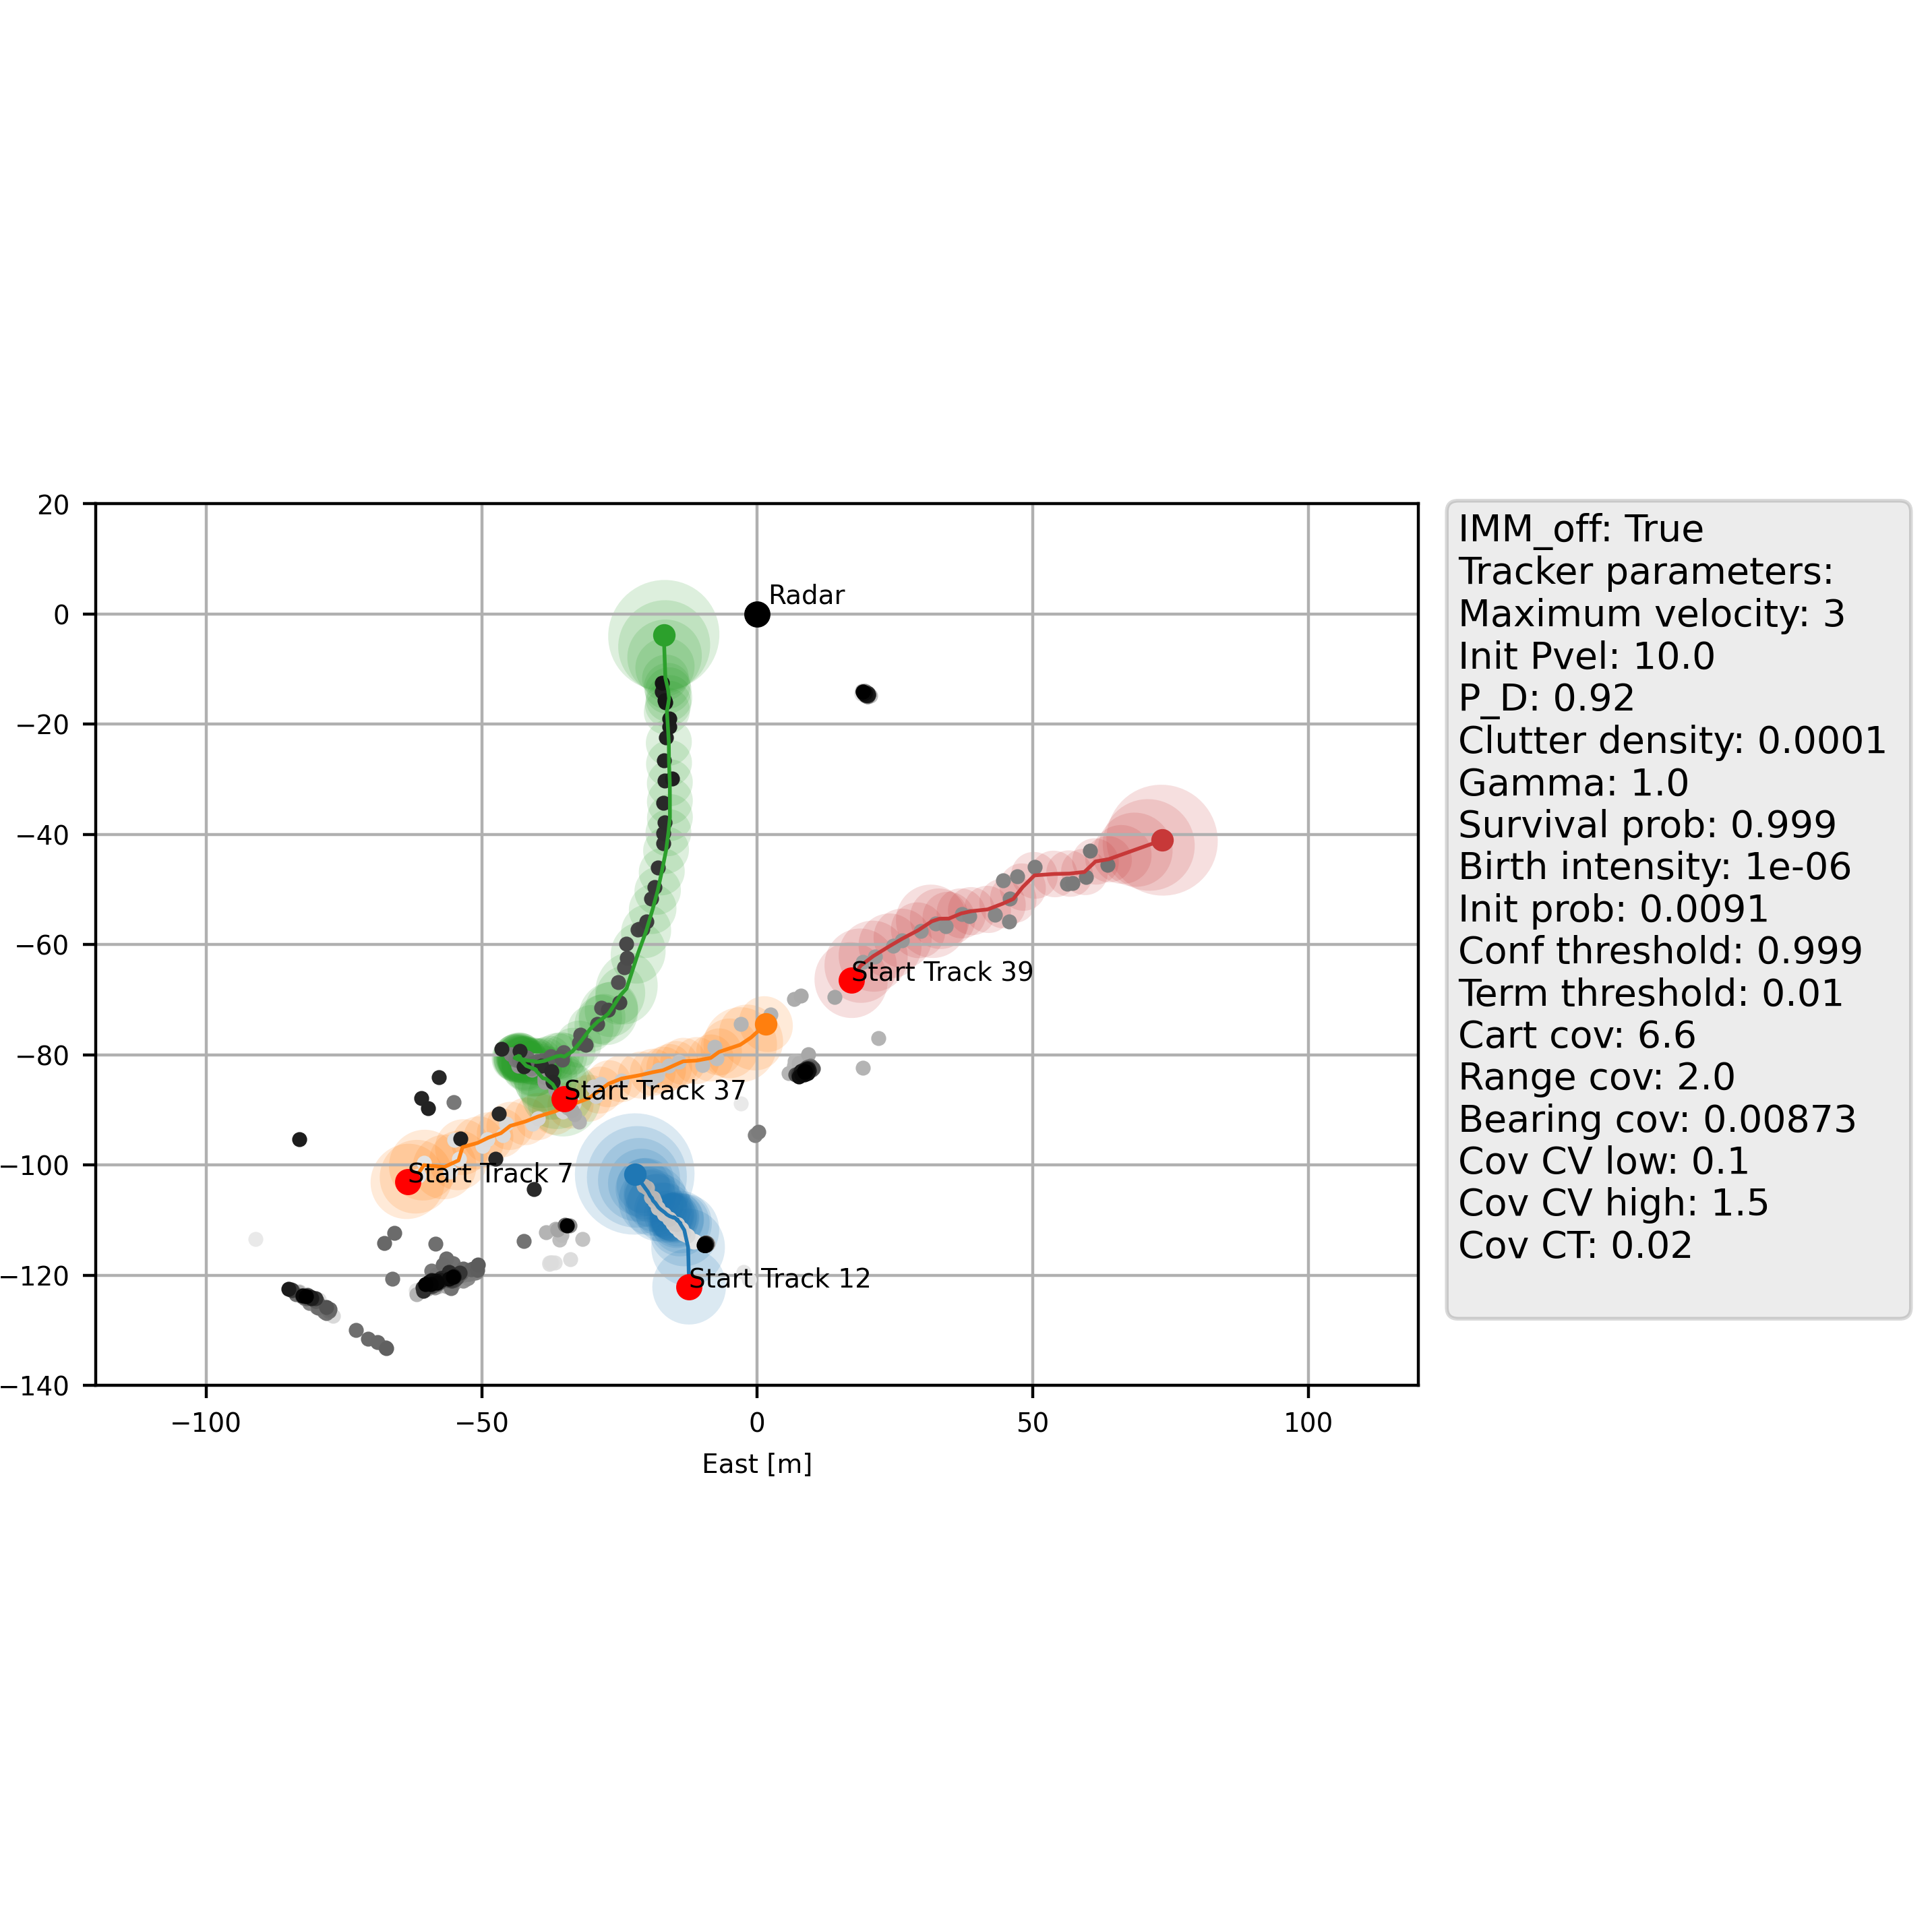 20
0
−20
−40
−60
−80
−100
−120
−140
−100
−50
0
50
100
East [m]
Radar
Start Track 39
Start Track 37
Start Track 7
Start Track 12
IMM_off: True
Tracker parameters:
Maximum velocity: 3
Init Pvel: 10.0
P_D: 0.92
Clutter density: 0.0001
Gamma: 1.0
Survival prob: 0.999
Birth intensity: 1e-06
Init prob: 0.0091
Conf threshold: 0.999
Term threshold: 0.01
Cart cov: 6.6
Range cov: 2.0
Bearing cov: 0.00873
Cov CV low: 0.1
Cov CV high: 1.5
Cov CT: 0.02